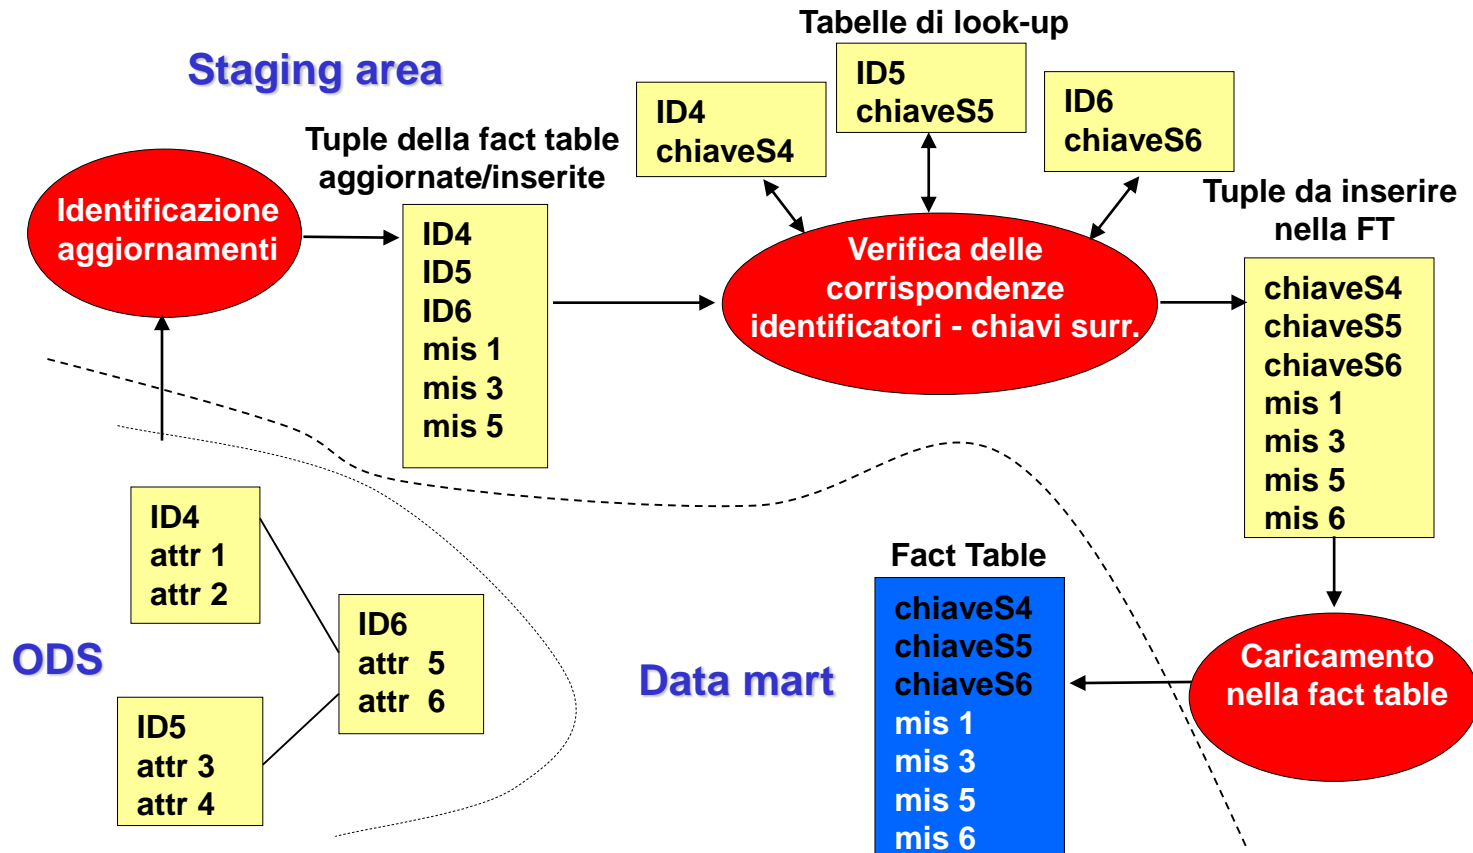 Tabelle di look-up
Staging area
ID4
chiaveS4
ID5
chiaveS5
ID6
chiaveS6
Tuple della fact table
aggiornate/inserite
Identificazione
aggiornamenti
ID4
ID5
ID6
mis 1
mis 3
mis 5
Verifica delle
corrispondenze
identificatori - chiavi surr.
Tuple da inserire
nella FT
chiaveS4
chiaveS5
chiaveS6
mis 1
mis 3
mis 5
mis 6
ODS
ID4
attr 1
attr 2
ID6
attr 5
attr 6
ID5
attr 3
attr 4
Data mart
Fact Table
chiaveS4
chiaveS5
chiaveS6
mis 1
mis 3
mis 5
mis 6
Caricamento
nella fact table